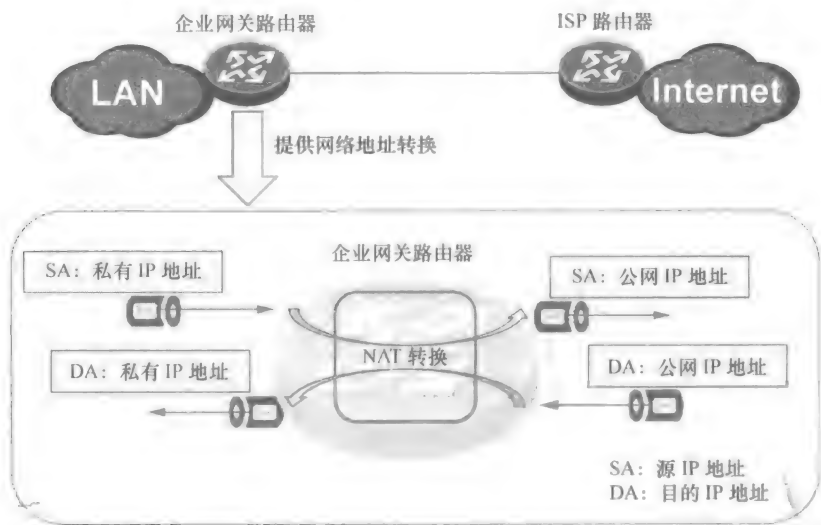 企业网关路由器
ISP 路由器
LAN
Internet
提供网络地址转换
企业网关路由器
SA：私有 IP 地址
SA：公网 IP 地址
NAT 转换
DA：私有 IP 地址
DA：公网 IP 地址
SA：源 IP 地址
DA：目的 IP 地址